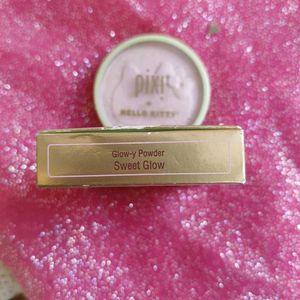 pixi
+
HELLO KITTY
Glow-y Powder
Sweet Glow